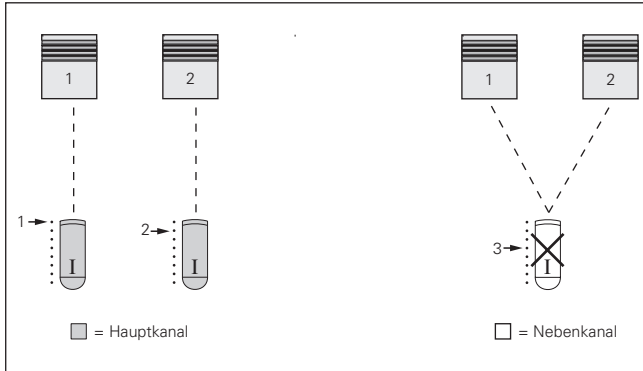 1 2 1 2
1 2 3
I I I
= Hauptkanal = Nebenkanal